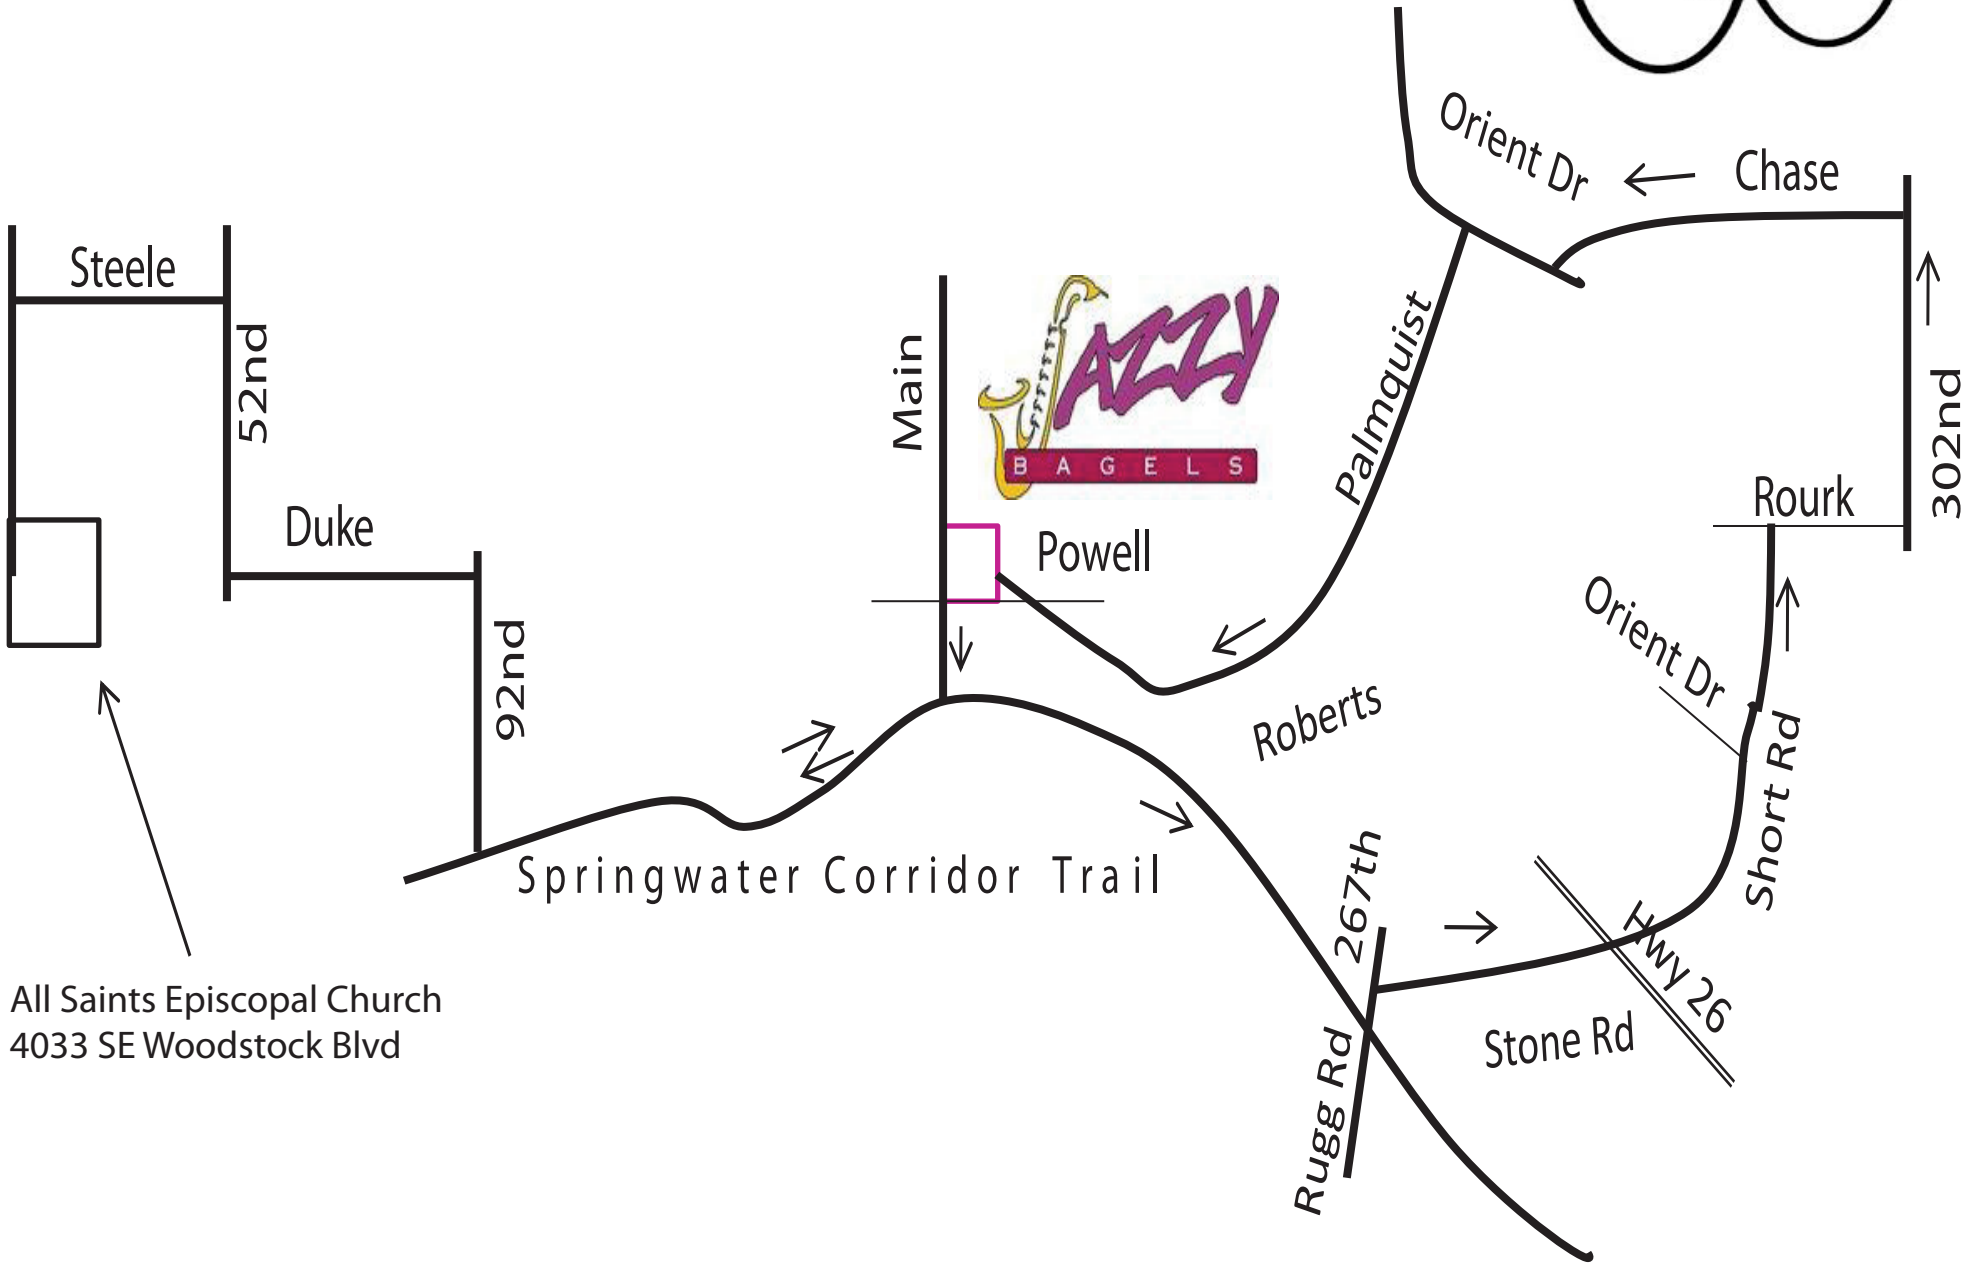 Orient Dr
Chase
Steele
52nd
Main
AZZY
BAGELS
Palmquist
302nd
Rourk
Duke
Powell
Orient Dr
92nd
Roberts
Short Rd
Springwater Corridor Trail
267th
Hwy 26
Stone Rd
Rugg Rd
All Saints Episcopal Church
4033 SE Woodstock Blvd